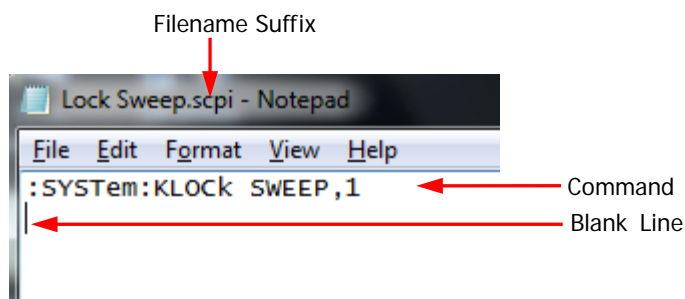 Filename Suffix
Lock Sweep.scpi - Notepad
File Edit Format View Help
:SYSTem:KLOCk SWEEP,1
Command
Blank Line